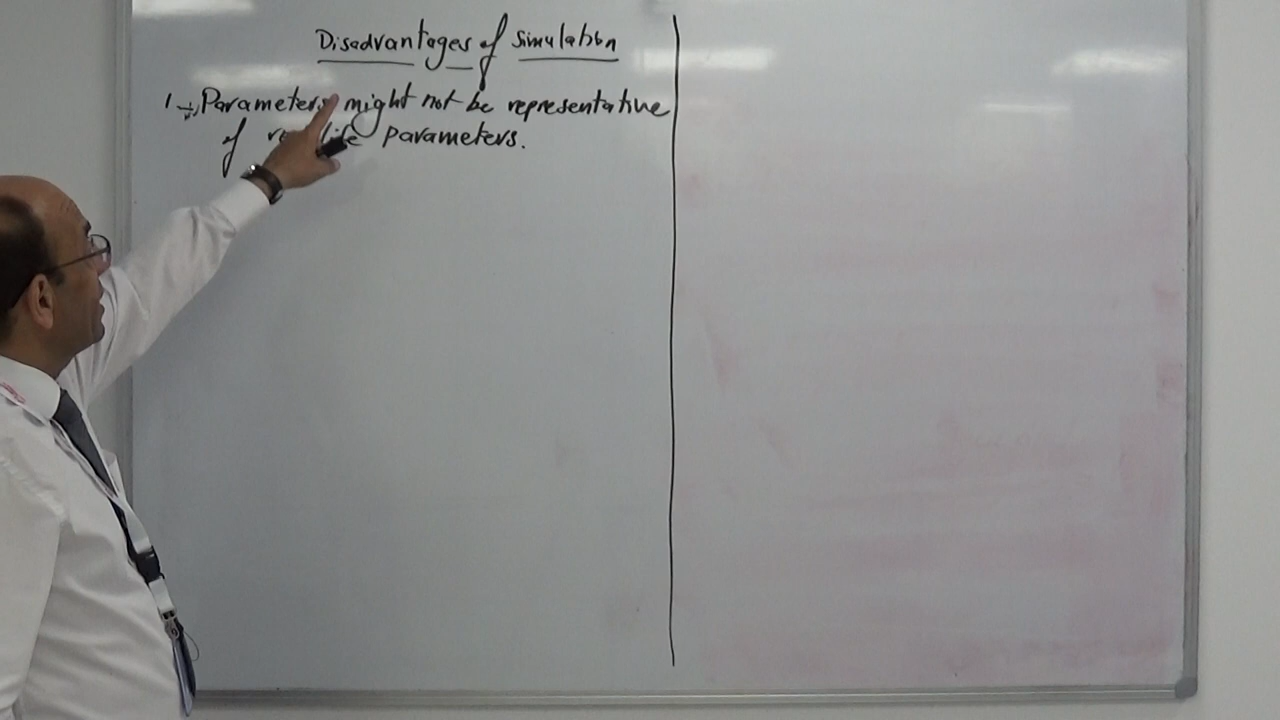 Disadvantages of Simulation
1- Parameters might not be representative
of life parameters.